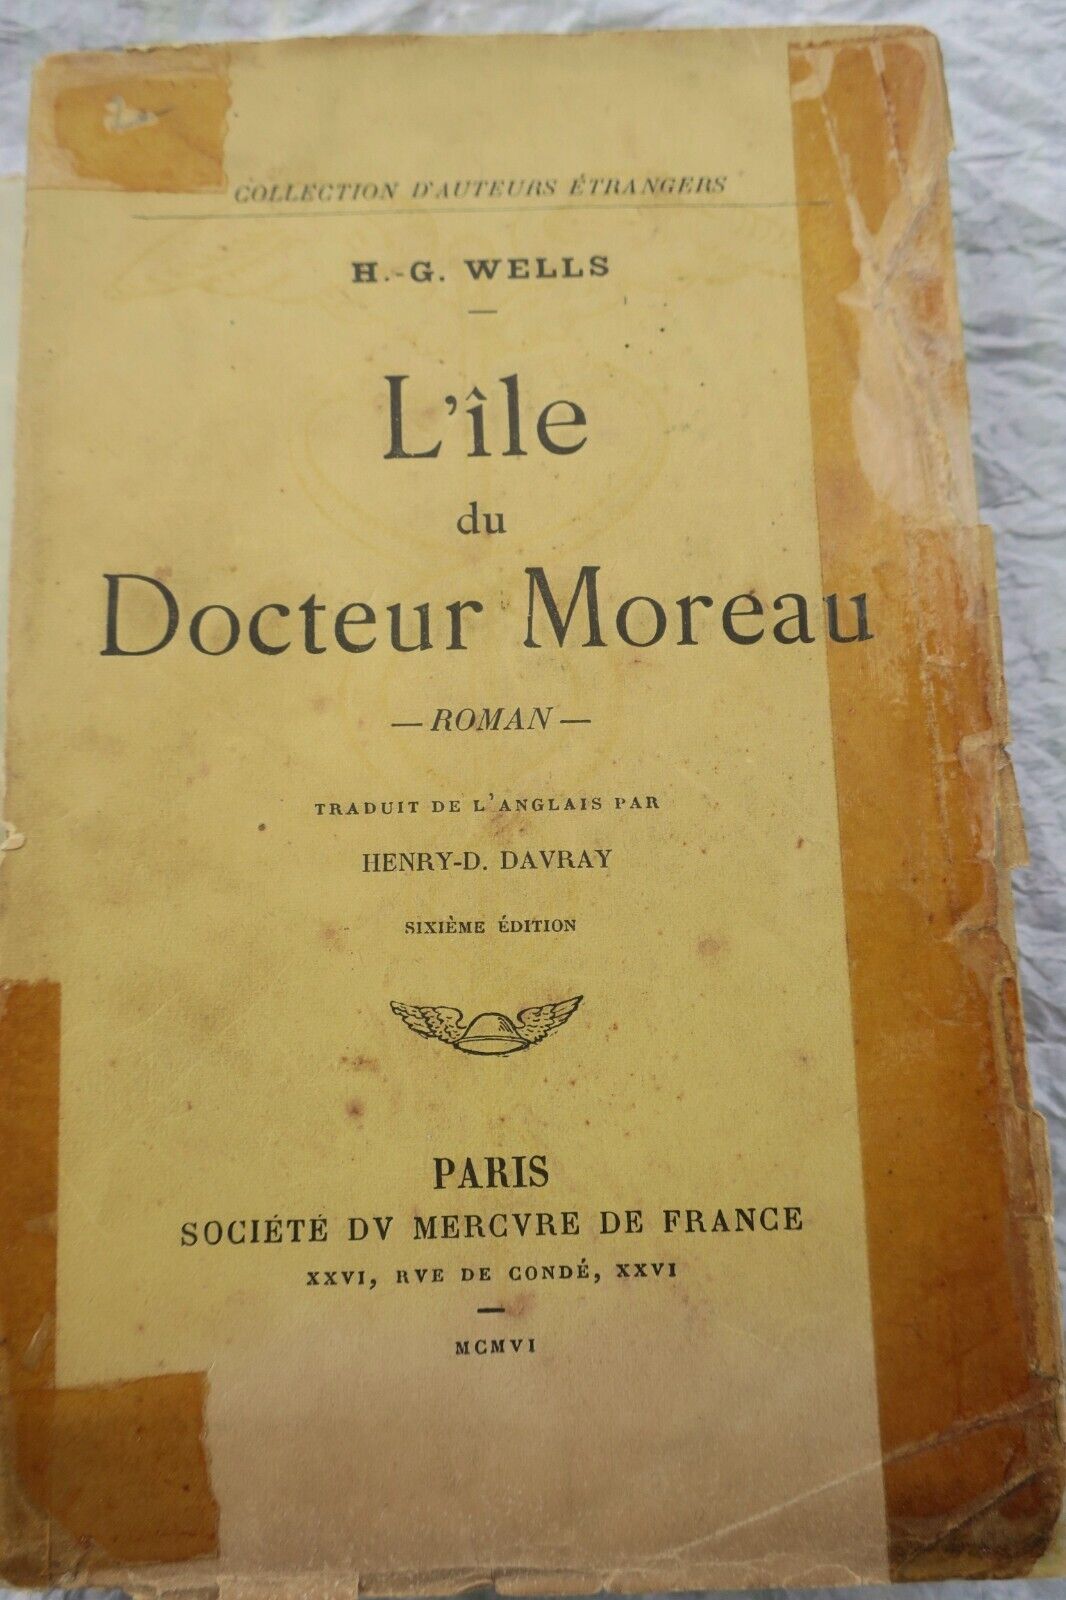 COLLECTION D'AUTEURS ÉTRANGERS
H.-G. WELLS
L'île
du
Docteur Moreau
— ROMAN —
TRADUIT DE L'ANGLAIS PAR
HENRY-D. DAVRAY
SIXIÈME ÉDITION
PARIS
SOCIÉTÉ DV MERCVRE DE FRANCE
XXVI, RVE DE CONDÉ, XXVI
MCMVI